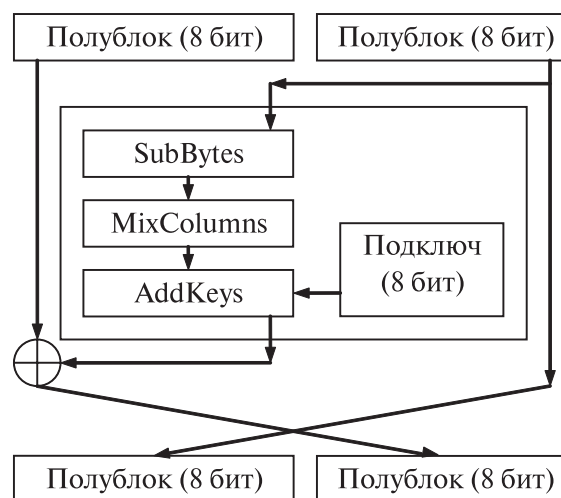 Полублок (8 бит)
Полублок (8 бит)
SubBytes
MixColumns
Подключ
(8 бит)
AddKeys
Полублок (8 бит)
Полублок (8 бит)